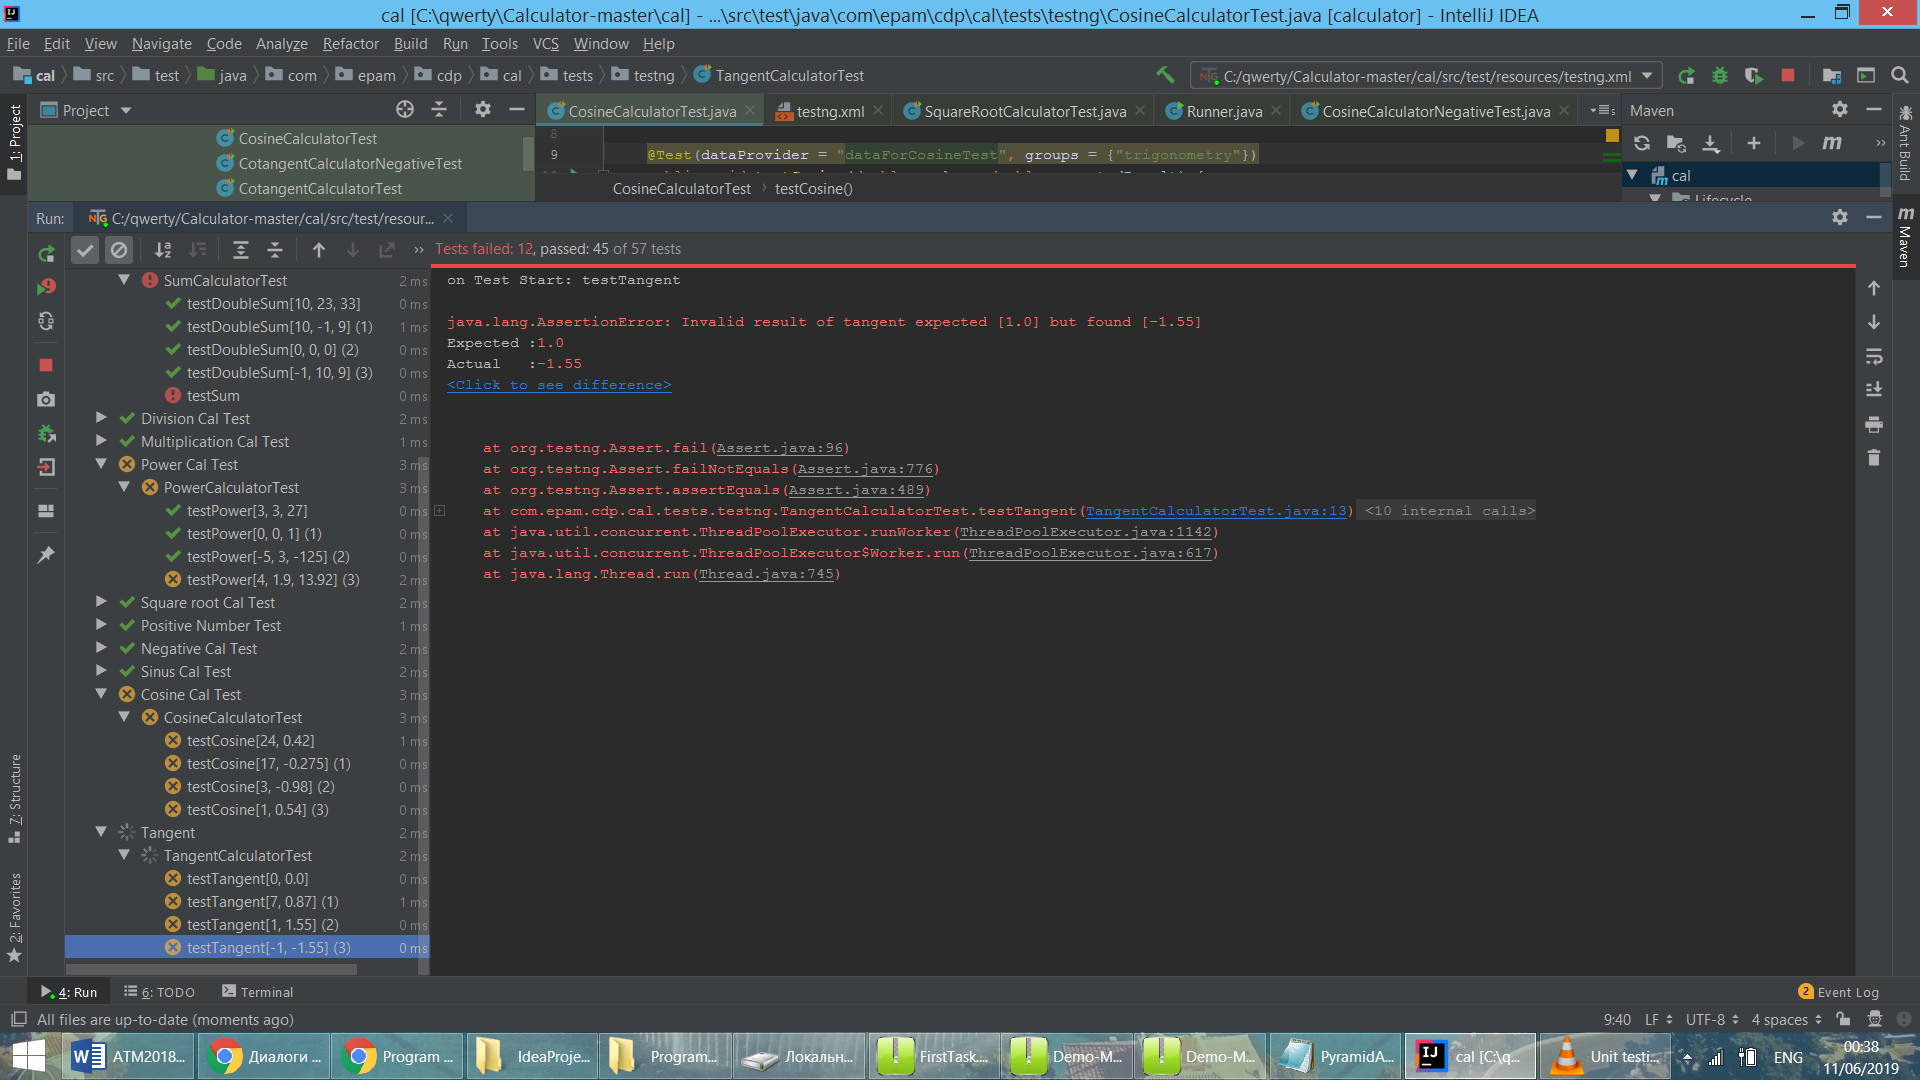 cal [C:\qwerty\Calculator-master\cal] - ...\src\test\java\com\epam\cdp\cal\tests\testng\CosineCalculatorTest.java [calculator] - IntelliJ IDEA
File Edit View Navigate Code Analyze Refactor Build Run Tools VCS Window Help
cal src test java com epam cdp cal tests testng TangentCalculatorTest C:/qwerty/Calculator-master/cal/src/test/resources/testng.xml
1: Project
Project
CosineCalculatorTest.java testng.xml SquareRootCalculatorTest.java Runner.java CosineCalculatorNegativeTest.java
Maven
Ant Build
CosineCalculatorTest
CotangentCalculatorNegativeTest
CotangentCalculatorTest
8
9 @Test(dataProvider = "dataForCosineTest", groups = {"trigonometry"})
CosineCalculatorTest › testCosine()
cal
Lifecycle
Maven
Run: C:/qwerty/Calculator-master/cal/src/test/resour...
Tests failed: 12, passed: 45 of 57 tests
SumCalculatorTest 2 ms
testDoubleSum[10, 23, 33] 0 ms
testDoubleSum[10, -1, 9] (1) 1 ms
testDoubleSum[0, 0, 0] (2) 0 ms
testDoubleSum[-1, 10, 9] (3) 0 ms
testSum 0 ms
Division Cal Test 2 ms
Multiplication Cal Test 1 ms
Power Cal Test 3 ms
PowerCalculatorTest 3 ms
testPower[3, 3, 27] 0 ms
testPower[0, 0, 1] (1) 0 ms
testPower[-5, 3, -125] (2) 0 ms
testPower[4, 1.9, 13.92] (3) 2 ms
Square root Cal Test 2 ms
Positive Number Test 1 ms
Negative Cal Test 2 ms
Sinus Cal Test 2 ms
Cosine Cal Test 3 ms
CosineCalculatorTest 3 ms
testCosine[24, 0.42] 1 ms
testCosine[17, -0.275] (1) 0 ms
testCosine[3, -0.98] (2) 0 ms
testCosine[1, 0.54] (3) 0 ms
Tangent 2 ms
TangentCalculatorTest 2 ms
testTangent[0, 0.0] 0 ms
testTangent[7, 0.87] (1) 1 ms
testTangent[1, 1.55] (2) 0 ms
testTangent[-1, -1.55] (3) 0 ms
on Test Start: testTangent
java.lang.AssertionError: Invalid result of tangent expected [1.0] but found [-1.55]
Expected :1.0
Actual   :-1.55
<Click to see difference>
at org.testng.Assert.fail(Assert.java:96)
at org.testng.Assert.failNotEquals(Assert.java:776)
at org.testng.Assert.assertEquals(Assert.java:489)
at com.epam.cdp.cal.tests.testng.TangentCalculatorTest.testTangent(TangentCalculatorTest.java:13) <10 internal calls>
at java.util.concurrent.ThreadPoolExecutor.runWorker(ThreadPoolExecutor.java:1142)
at java.util.concurrent.ThreadPoolExecutor$Worker.run(ThreadPoolExecutor.java:617)
at java.lang.Thread.run(Thread.java:745)
7: Structure
2: Favorites
4: Run 6: TODO Terminal
2 Event Log
All files are up-to-date (moments ago)
9:40 LF UTF-8 4 spaces
ATM2018... Диалоги ... Program ... IdeaProje... Program... Локальн... FirstTask.... Demo-M... Demo-M... PyramidA... cal [C:\q... Unit testi... ENG
00:38
11/06/2019